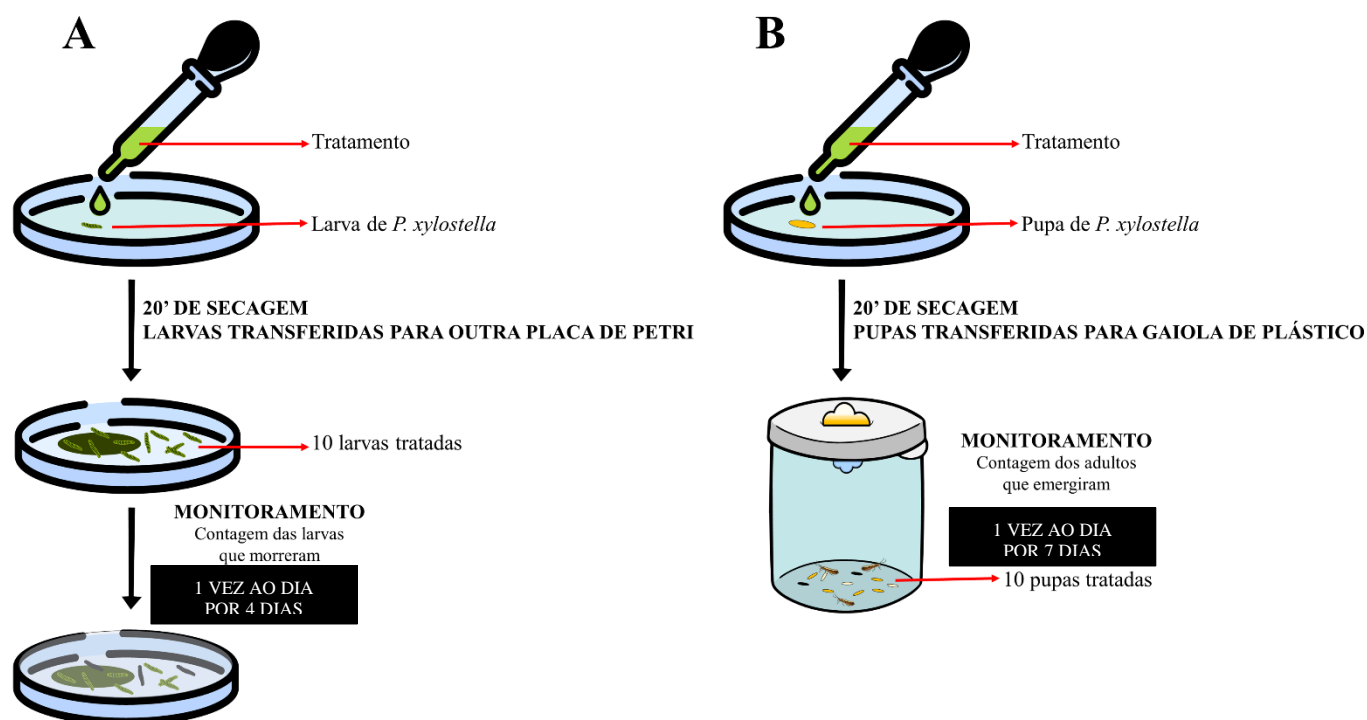 A
Tratamento
Larva de P. xylostella
20’ DE SECAGEM
LARVAS TRANSFERIDAS PARA OUTRA PLACA DE PETRI
10 larvas tratadas
MONITORAMENTO
Contagem das larvas
que morreram
1 VEZ AO DIA
POR 4 DIAS
B
Tratamento
Pupa de P. xylostella
20’ DE SECAGEM
PUPAS TRANSFERIDAS PARA GAIOLA DE PLÁSTICO
MONITORAMENTO
Contagem dos adultos
que emergiram
1 VEZ AO DIA
POR 7 DIAS
10 pupas tratadas